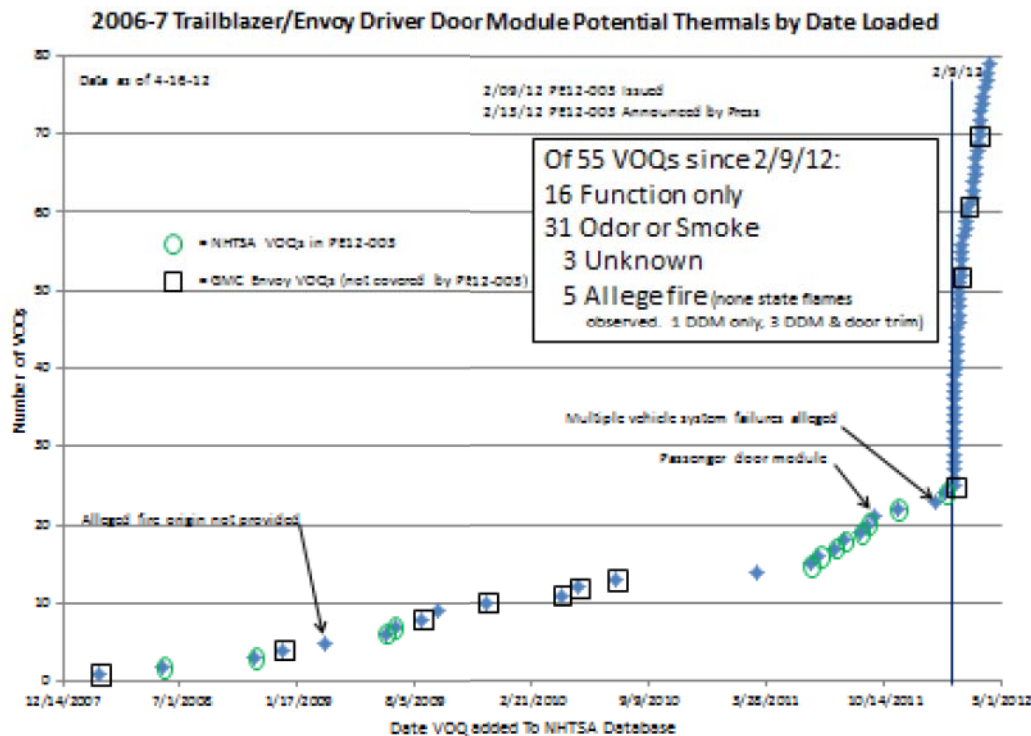 2006-7 Trailblazer/Envoy Driver Door Module Potential Thermals by Date Loaded
80
Data as of 4-16-12
2/9/12
2/09/12 PE12-003 Issued
2/13/12 PE12-003 Announced by Press
70
Of 55 VOQs since 2/9/12:
16 Function only
60
31 Odor or Smoke
= NHTSA VOQs in PE12-003
3 Unknown
= GMC Envoy VOQs (not covered by PE12-003)
50
5 Allege fire (none state flames
observed. 1 DDM only, 3 DDM & door trim)
Number of VOQs
40
Multiple vehicle system failures alleged
30
Passenger door module
Alleged fire origin not provided
20
10
0
12/14/2007
7/1/2008
1/17/2009
8/5/2009
2/21/2010
9/9/2010
3/28/2011
10/14/2011
5/1/2012
Date VOQ added To NHTSA Database